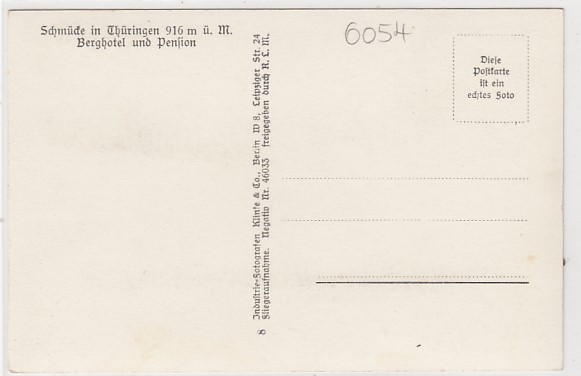 Schmücke in Thüringen 916 m ü. M.
Berghotel und Pension
6054
Diese
Postkarte
ist ein
echtes Foto
Industrie-Fotografen Klinke & Co., Berlin W 8, Leipziger Str. 24
Fliegeraufnahme. Negativ Nr. 46033 freigegeben durch R. L. M.
8